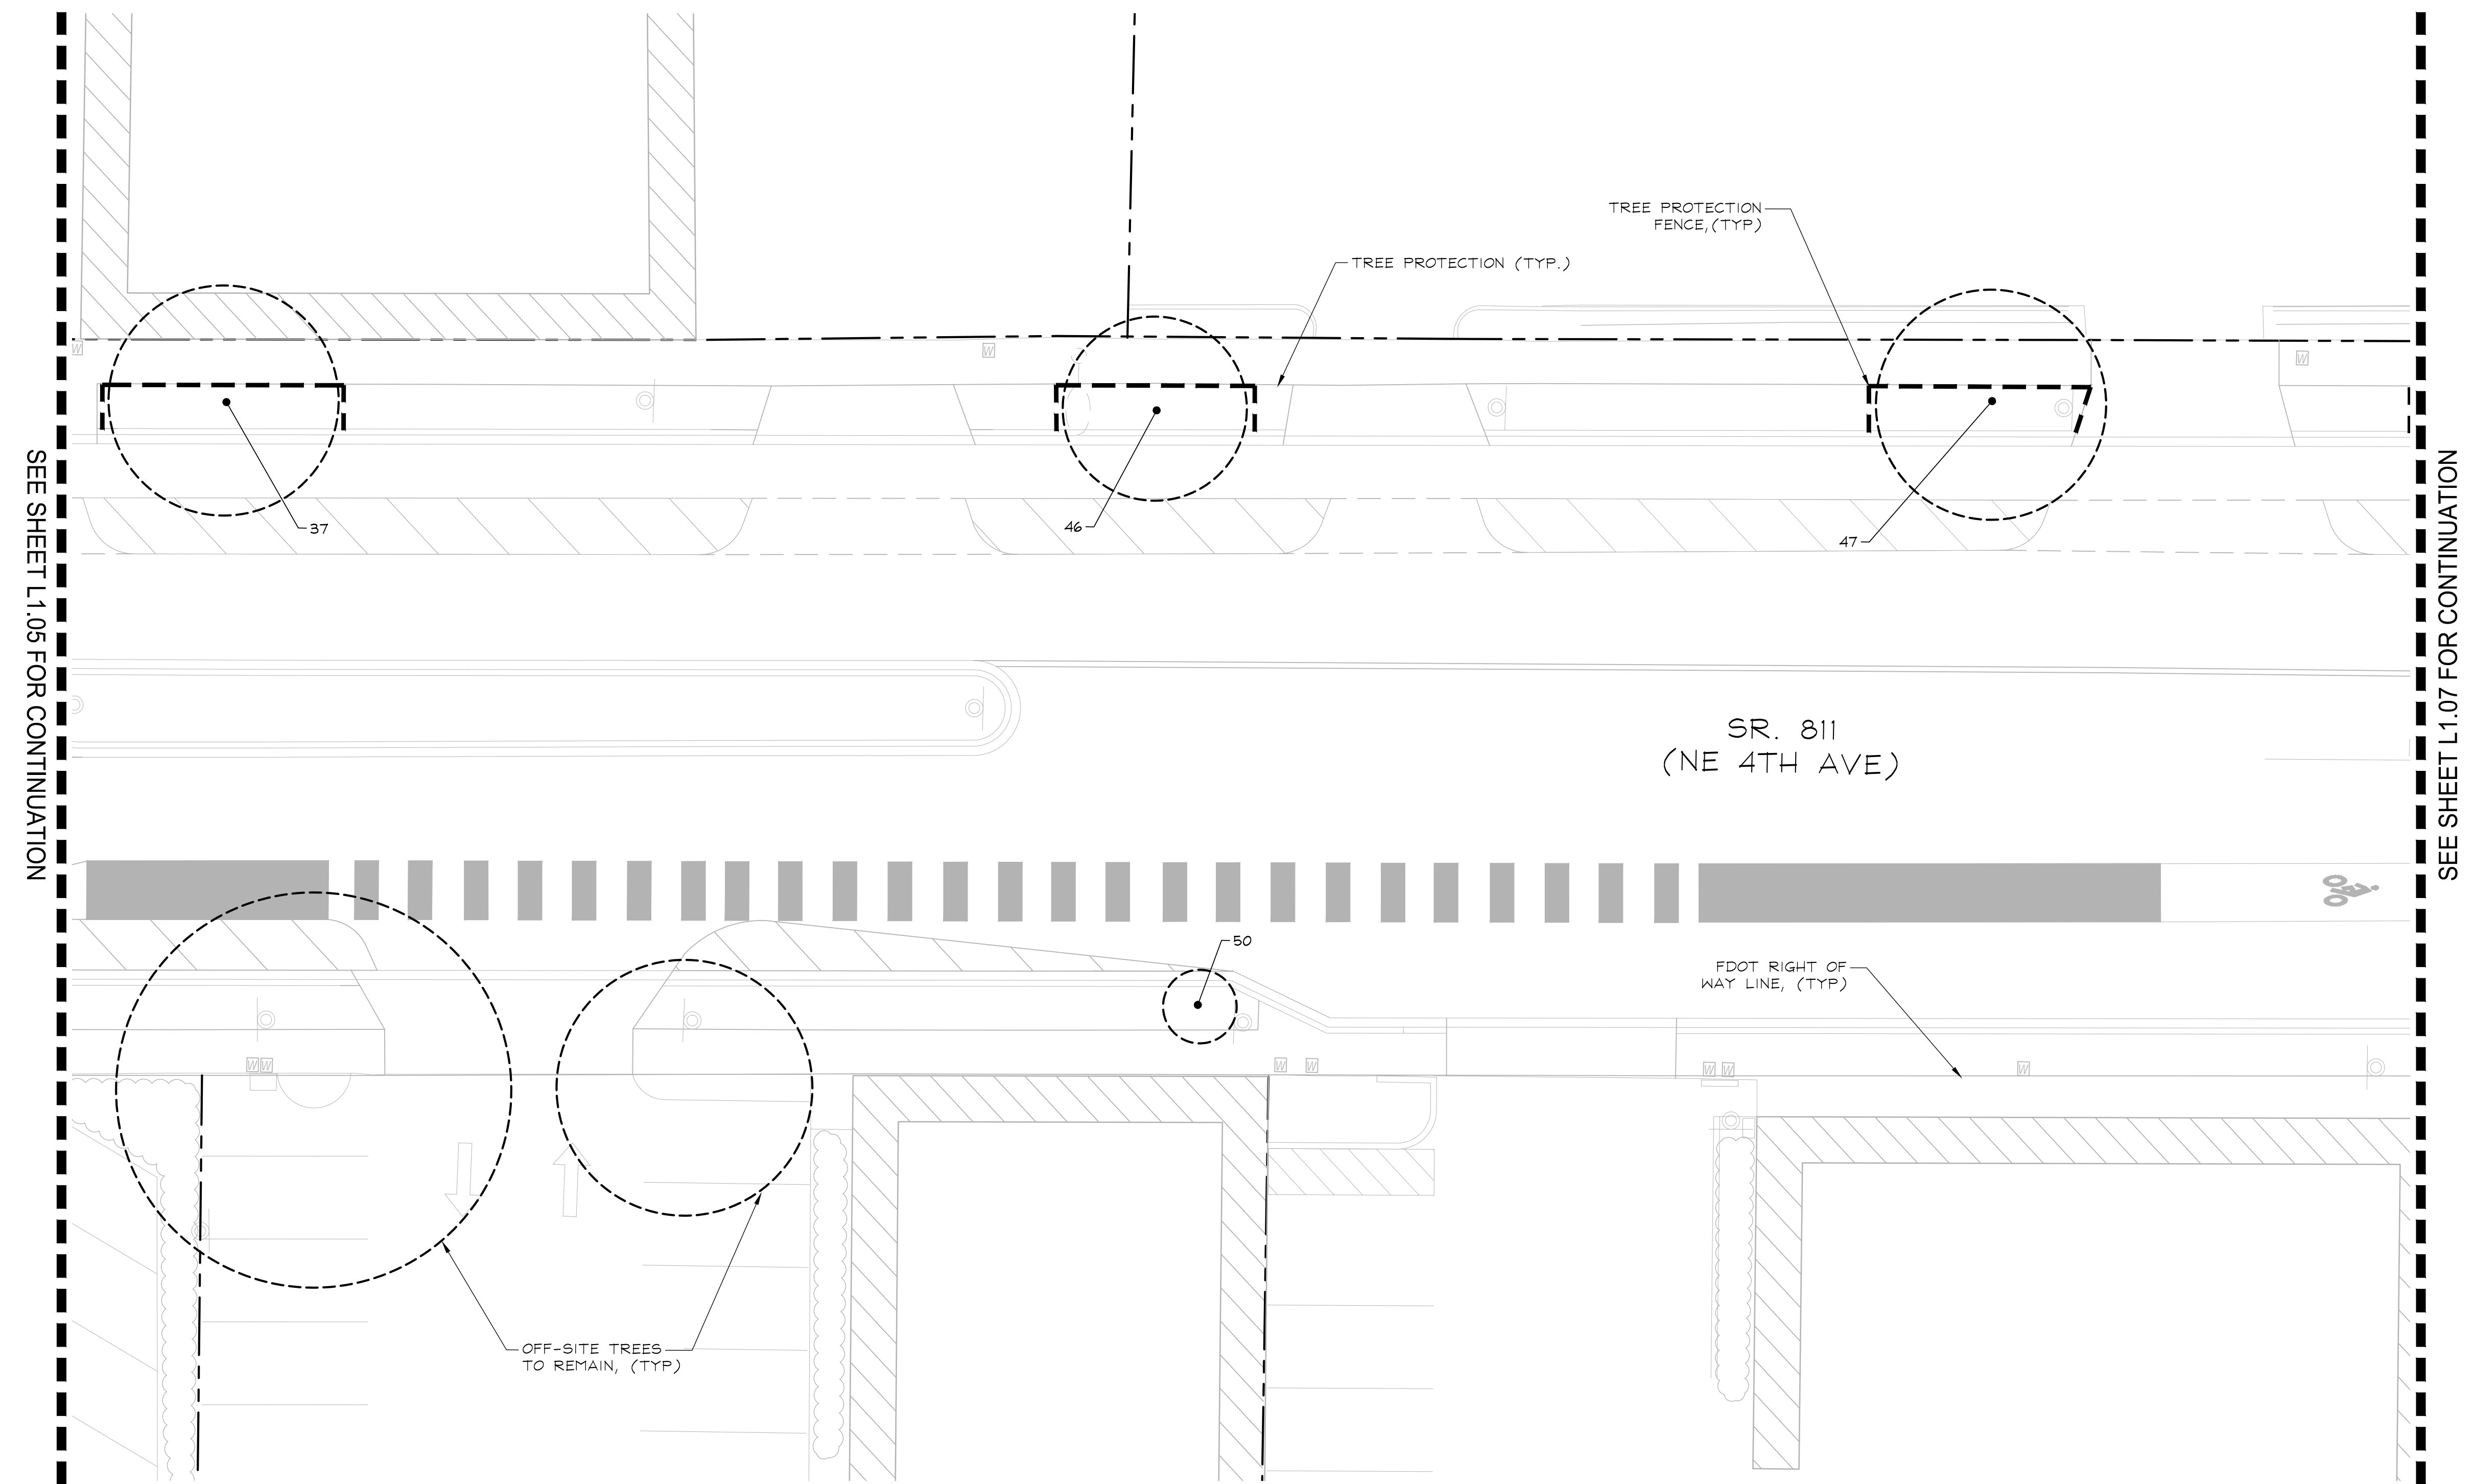 TREE PROTECTION
FENCE,(TYP)
TREE PROTECTION (TYP.)
W
W
W
37
46
47
SEE SHEET L1.05 FOR CONTINUATION
SEE SHEET L1.07 FOR CONTINUATION
SR. 811
(NE 4TH AVE)
50
FDOT RIGHT OF
WAY LINE, (TYP)
W W
W W
W W
W
OFF-SITE TREES
TO REMAIN, (TYP)